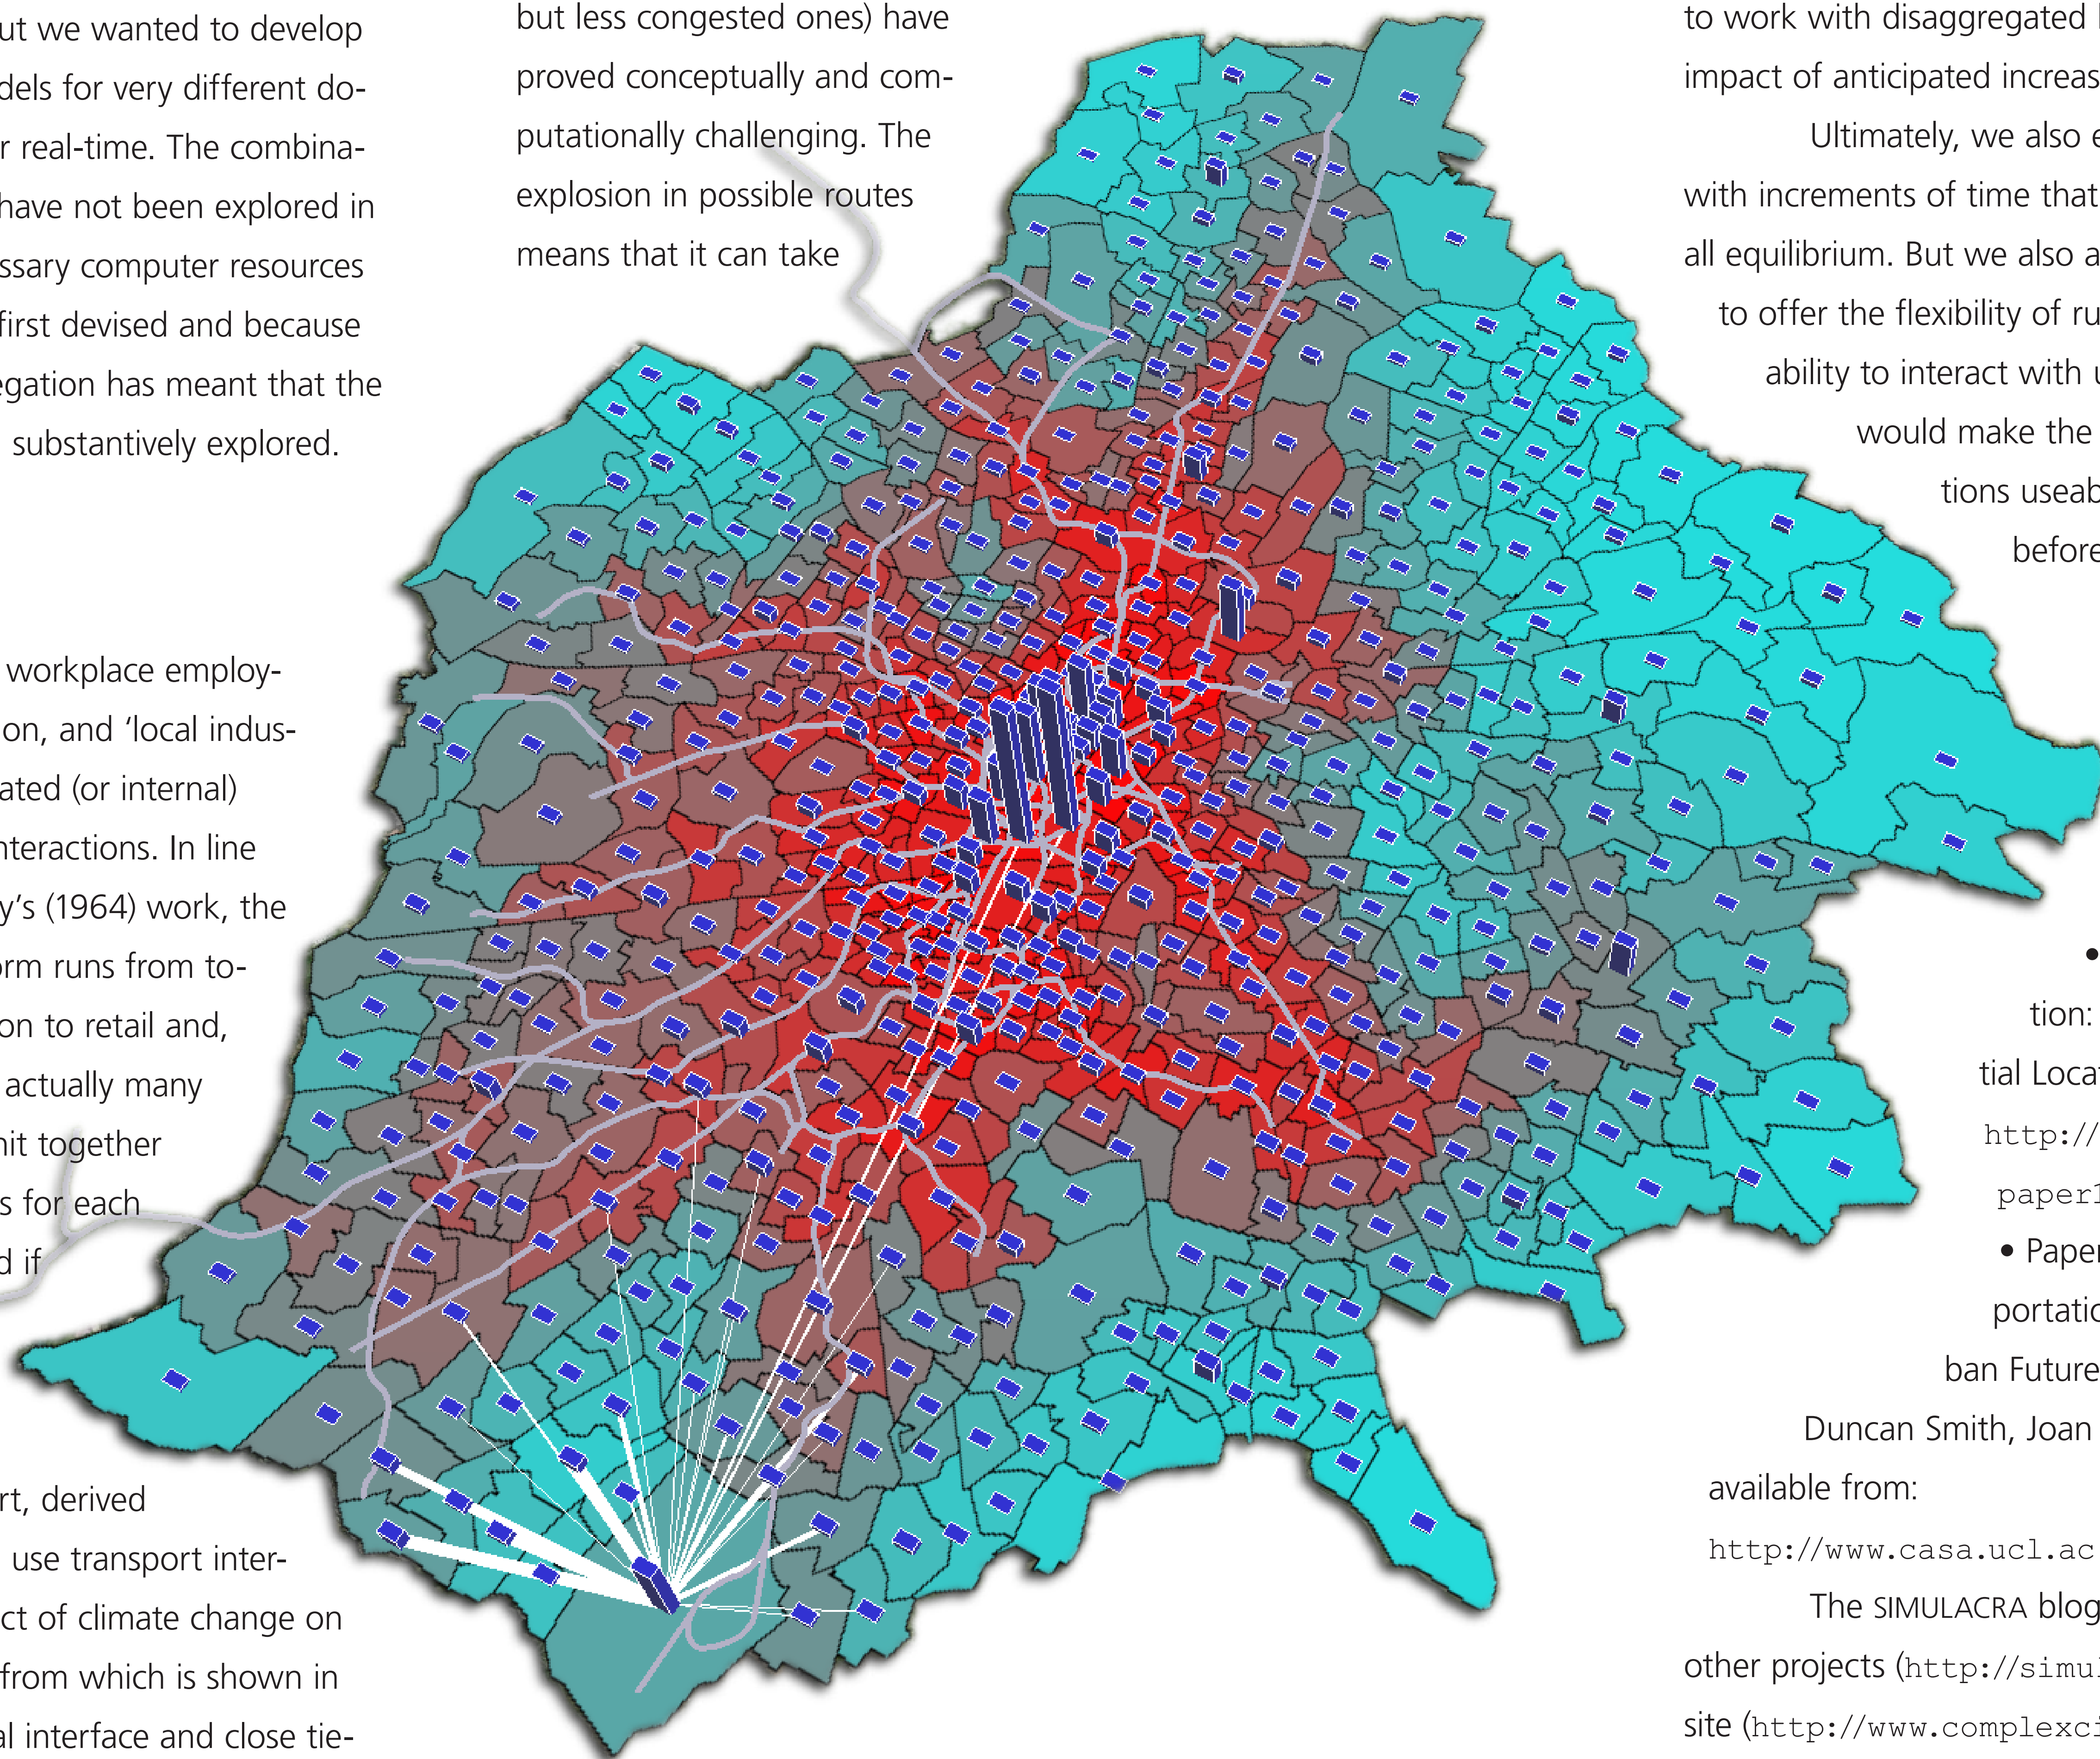 ut we wanted to develop
dels for very different do-
r real-time. The combina-
have not been explored in
ssary computer resources
first devised and because
egation has meant that the
substantively explored.
workplace employ-
on, and ‘local indus-
ated (or internal)
nteractions. In line
y’s (1964) work, the
orm runs from to-
on to retail and,
actually many
nit together
s for each
d if
rt, derived
use transport inter-
ct of climate change on
from which is shown in
al interface and close tie-
but less congested ones) have
proved conceptually and com-
putationally challenging. The
explosion in possible routes
means that it can take
to work with disaggregated
impact of anticipated increas
Ultimately, we also e
with increments of time that
all equilibrium. But we also a
to offer the flexibility of ru
ability to interact with u
would make the
tions useab
before
•
tion:
tial Locat
http://
paper1
• Paper
portatio
ban Future
Duncan Smith, Joan
available from:
http://www.casa.ucl.ac
The SIMULACRA blog
other projects (http://simul
site (http://www.complexci